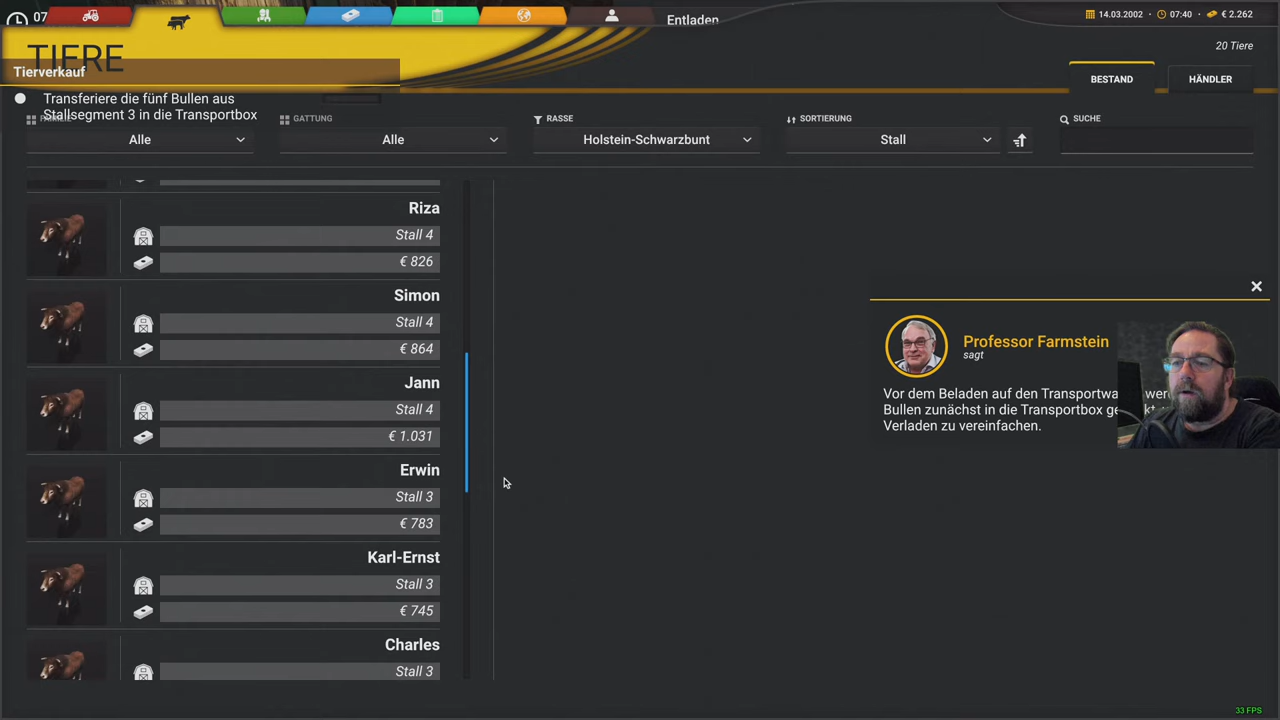 07
Entladen
14.03.2002
07:40
€ 2.262
TIERE
20 Tiere
Tierverkauf
BESTAND
HÄNDLER
Transferiere die fünf Bullen aus
Stallsegment 3 in die Transportbox
GATTUNG
RASSE
SORTIERUNG
SUCHE
Alle
Alle
Holstein-Schwarzbunt
Stall
Riza
Stall 4
€ 826
Simon
Stall 4
€ 864
Jann
Stall 4
€ 1.031
Erwin
Stall 3
€ 783
Karl-Ernst
Stall 3
€ 745
Charles
Stall 3
Professor Farmstein
sagt
Vor dem Beladen auf den
Bullen zunächst in die Transportbox
Verladen zu vereinfachen.
33 FPS